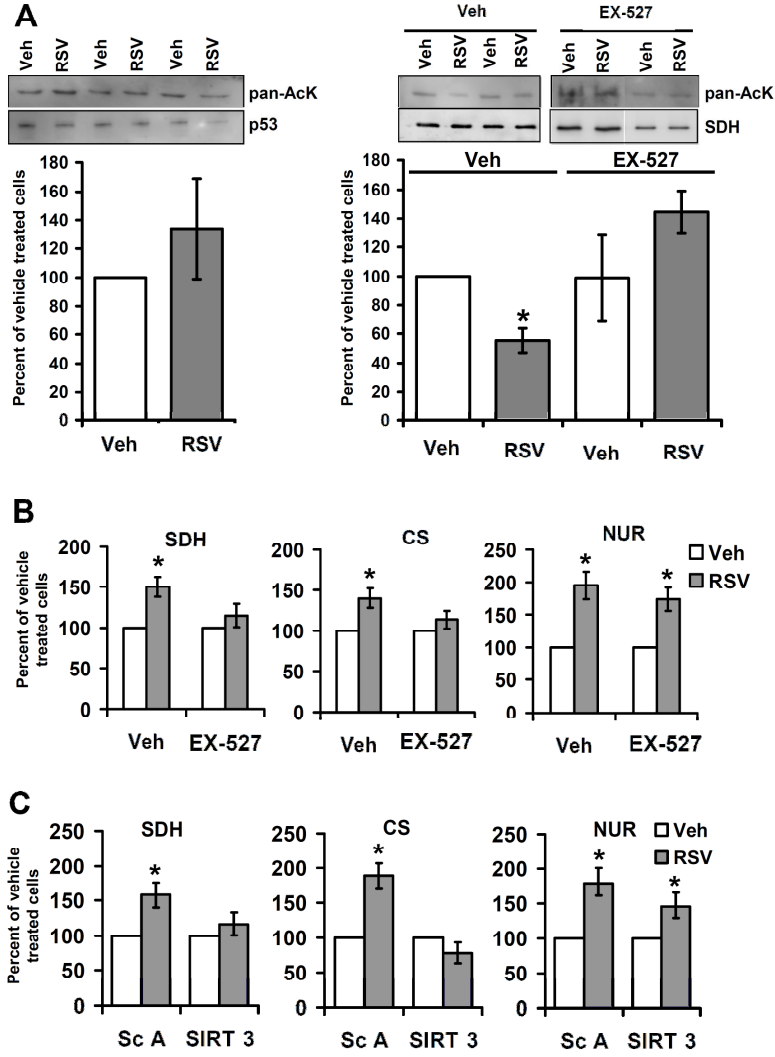 A
Veh RSV Veh RSV Veh RSV
pan-AcK
p53
Percent of vehicle treated cells
180
160
140
120
100
80
60
40
20
0
Veh RSV
Veh EX-527
Veh RSV Veh RSV Veh RSV Veh RSV
pan-AcK
SDH
Percent of vehicle treated cells
180
160
140
120
100
80
60
40
20
0
Veh EX-527
*
Veh RSV Veh RSV
B
SDH
Percent of vehicle
treated cells
200
150
100
50
0
*
Veh EX-527
CS
200
150
100
50
0
*
Veh EX-527
NUR
250
200
150
100
50
0
* *
Veh EX-527
Veh
RSV
C
SDH
Percent of vehicle
treated cells
250
200
150
100
50
0
*
Sc A SIRT 3
CS
250
200
150
100
50
0
*
Sc A SIRT 3
NUR
250
200
150
100
50
0
* *
Sc A SIRT 3
Veh
RSV